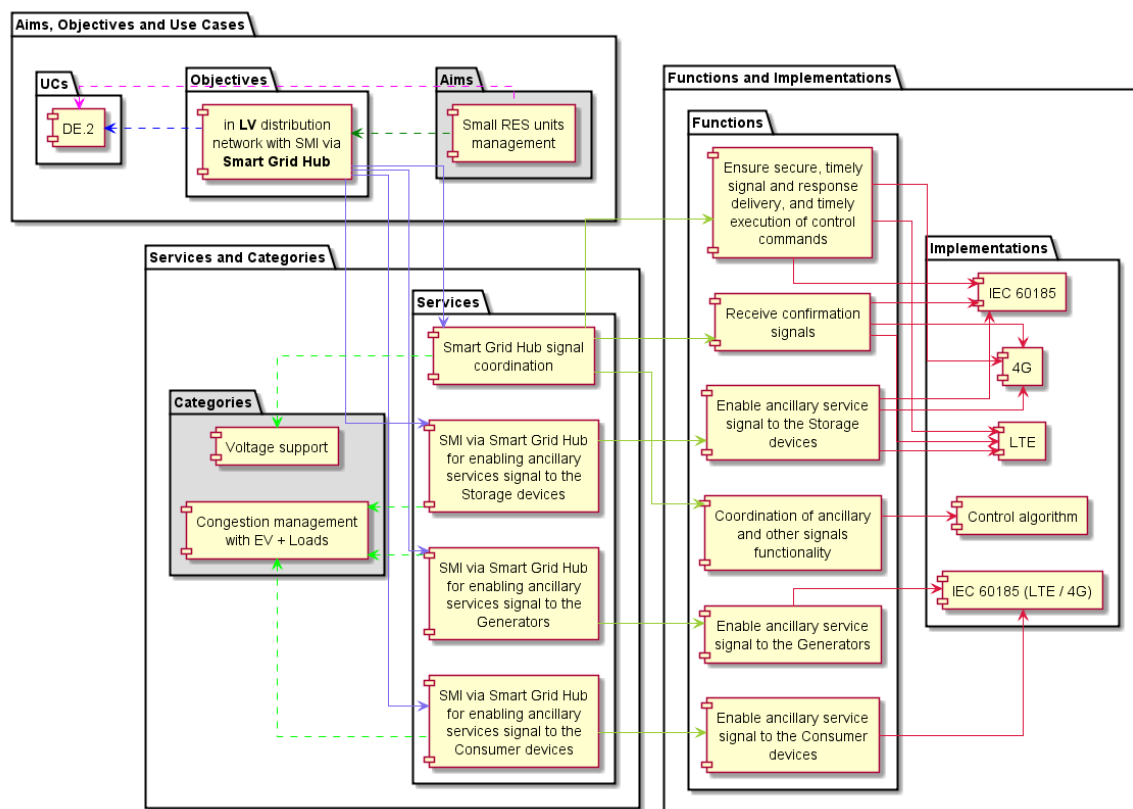 Aims, Objectives and Use Cases
UCs
DE.2
Objectives
in LV distribution
network with SMI via
Smart Grid Hub
Aims
Small RES units
management
Services and Categories
Categories
Voltage support
Congestion management
with EV + Loads
Services
Smart Grid Hub signal
coordination
SMI via Smart Grid Hub
for enabling ancillary
services signal to the
Storage devices
SMI via Smart Grid Hub
for enabling ancillary
services signal to the
Generators
SMI via Smart Grid Hub
for enabling ancillary
services signal to the
Consumer devices
Functions and Implementations
Functions
Ensure secure, timely
signal and response
delivery, and timely
execution of control
commands
Receive confirmation
signals
Enable ancillary service
signal to the Storage
devices
Coordination of ancillary
and other signals
functionality
Enable ancillary service
signal to the Generators
Enable ancillary service
signal to the Consumer
devices
Implementations
IEC 60185
4G
LTE
Control algorithm
IEC 60185 (LTE / 4G)